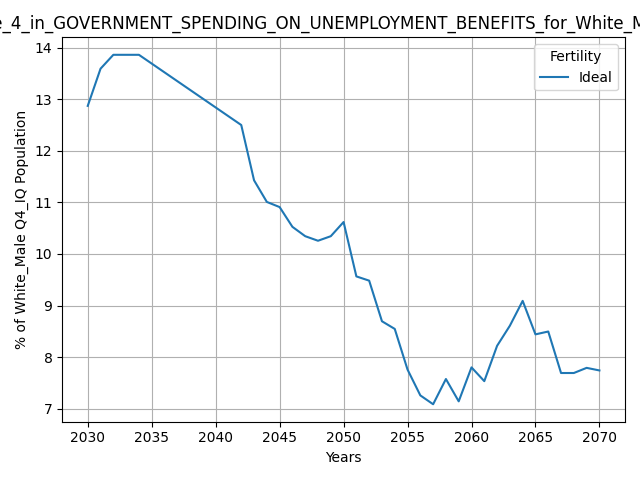 _4_in_GOVERNMENT_SPENDING_ON_UNEMPLOYMENT_BENEFITS_for_White_M
Fertility
Ideal
% of White_Male Q4_IQ Population
14
13
12
11
10
9
8
7
2030 2035 2040 2045 2050 2055 2060 2065 2070
Years